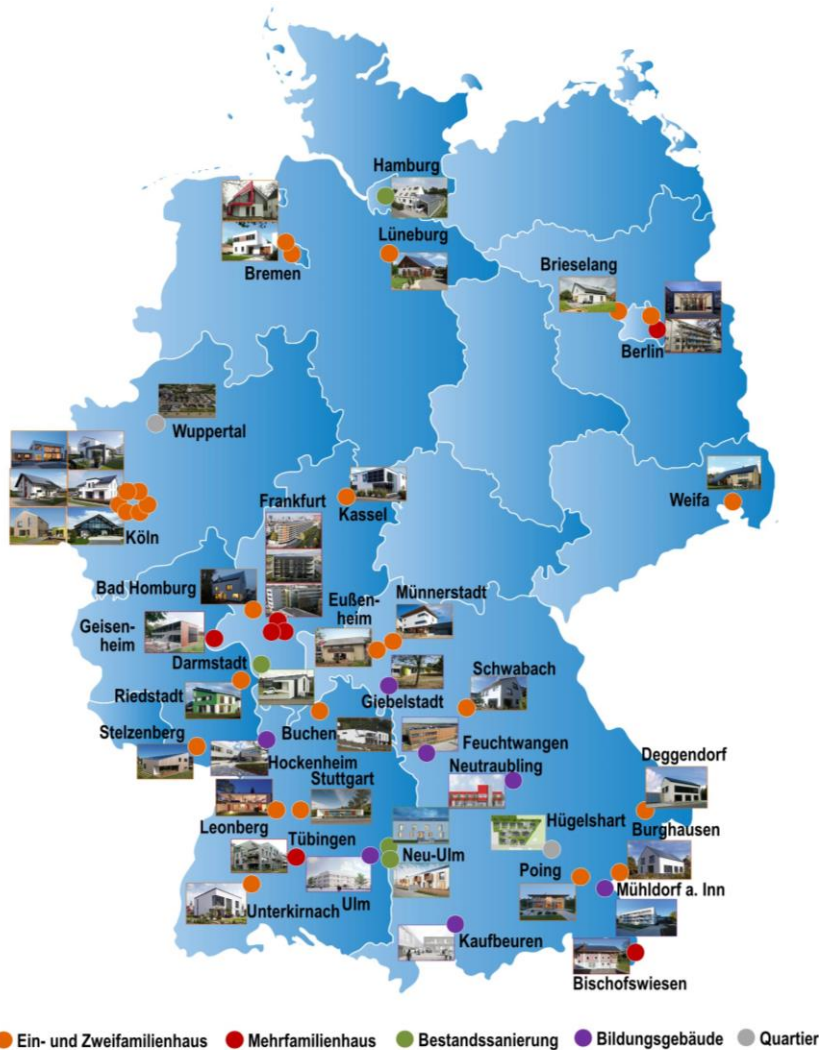 Hamburg
Lüneburg
Bremen
Brieselang
Berlin
Wuppertal
Köln
Kassel
Weifa
Frankfurt
Bad Homburg
Eußen-
heim
Münnerstadt
Geisen-
heim
Darmstadt
Riedstadt
Giebelstadt
Schwabach
Stelzenberg
Buchen
Hockenheim
Feuchtwangen
Neutraubling
Deggendorf
Stuttgart
Leonberg
Hügelshart
Burghausen
Tübingen
Neu-Ulm
Poing
Mühldorf a. Inn
Unterkirnach
Ulm
Kaufbeuren
Bischofswiesen
Ein- und Zweifamilienhaus
Mehrfamilienhaus
Bestandssanierung
Bildungsgebäude
Quartier